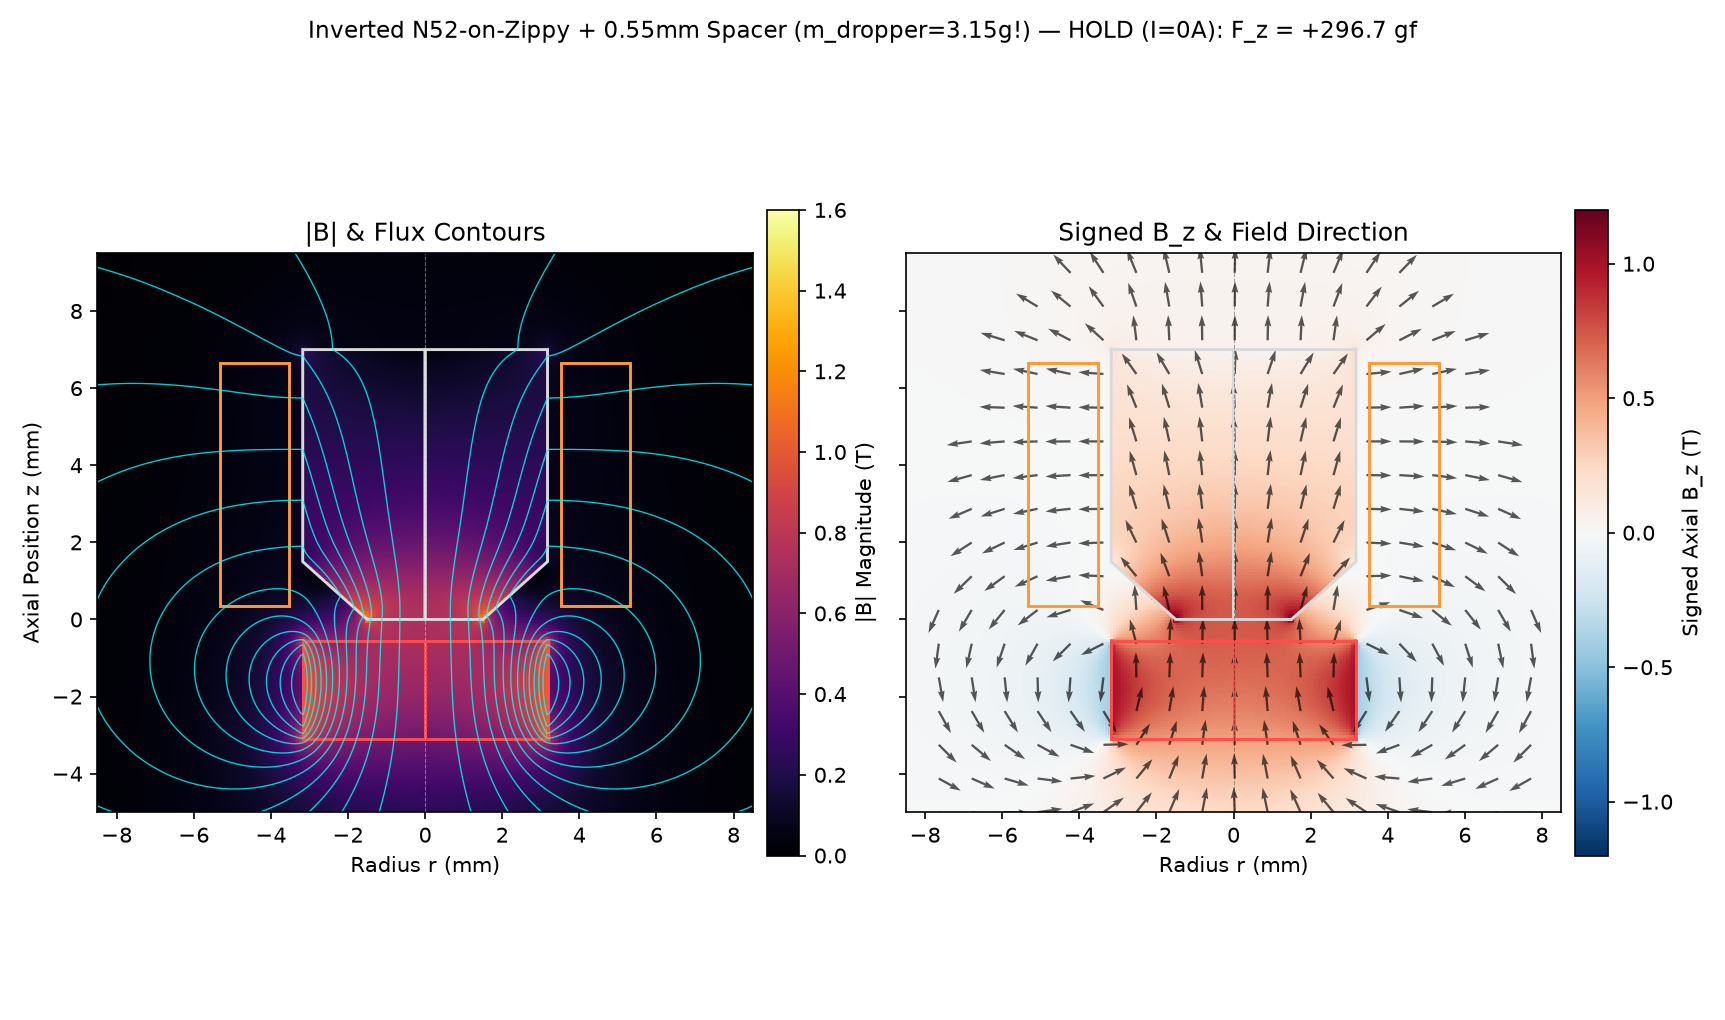 Inverted N52-on-Zippy + 0.55mm Spacer (m_dropper=3.15g!) — HOLD (I=0A): F_z = +296.7 gf
|B| & Flux Contours
Axial Position z (mm)
8
6
4
2
0
−2
−4
−8 −6 −4 −2 0 2 4 6 8
Radius r (mm)
1.6
1.4
1.2
1.0
0.8
0.6
0.4
0.2
0.0
|B| Magnitude (T)
Signed B_z & Field Direction
−8 −6 −4 −2 0 2 4 6 8
Radius r (mm)
1.0
0.5
0.0
−0.5
−1.0
Signed Axial B_z (T)